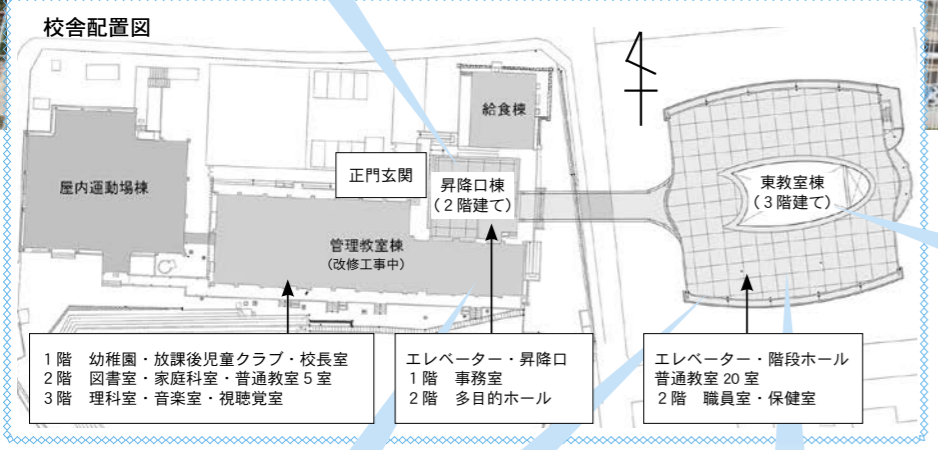 校舎配置図
給食棟
正門玄関
屋内運動場棟
昇降口棟
（２階建て）
東教室棟
（３階建て）
管理教室棟
（改修工事中）
１階　幼稚園・放課後児童クラブ・校長室
２階　図書室・家庭科室・普通教室５室
３階　理科室・音楽室・視聴覚室
エレベーター・昇降口
１階　事務室
２階　多目的ホール
エレベーター・階段ホール
普通教室 20 室
２階　職員室・保健室